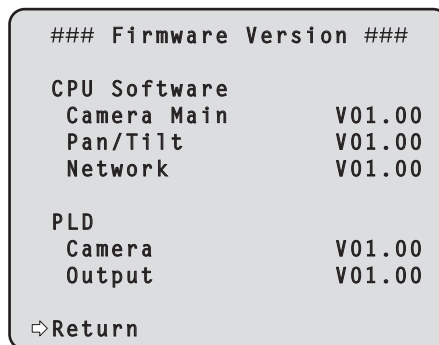 ### Firmware Version ###
CPU Software
Camera Main V01.00
Pan/Tilt V01.00
Network V01.00
PLD
Camera V01.00
Output V01.00
⇨Return